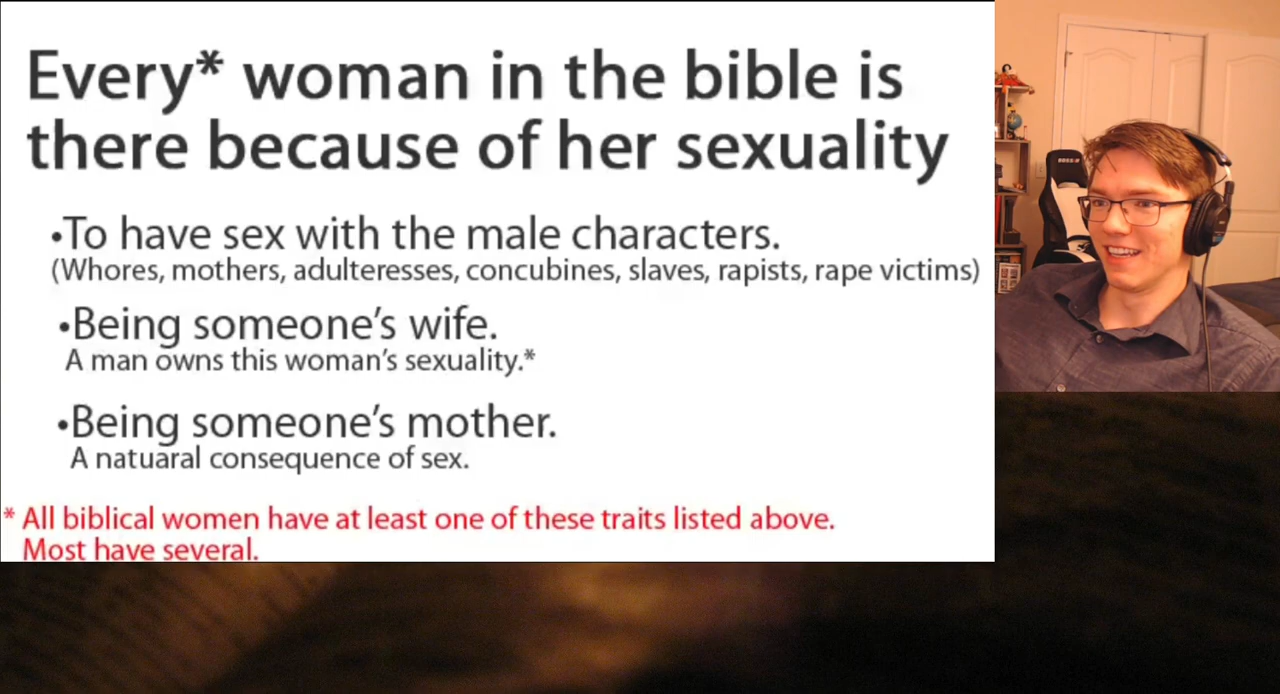 Every* woman in the bible is
there because of her sexuality
•To have sex with the male characters.
(Whores, mothers, adulteresses, concubines, slaves, rapists, rape victims)
•Being someone's wife.
A man owns this woman's sexuality.*
•Being someone's mother.
A natuaral consequence of sex.
* All biblical women have at least one of these traits listed above.
Most have several.